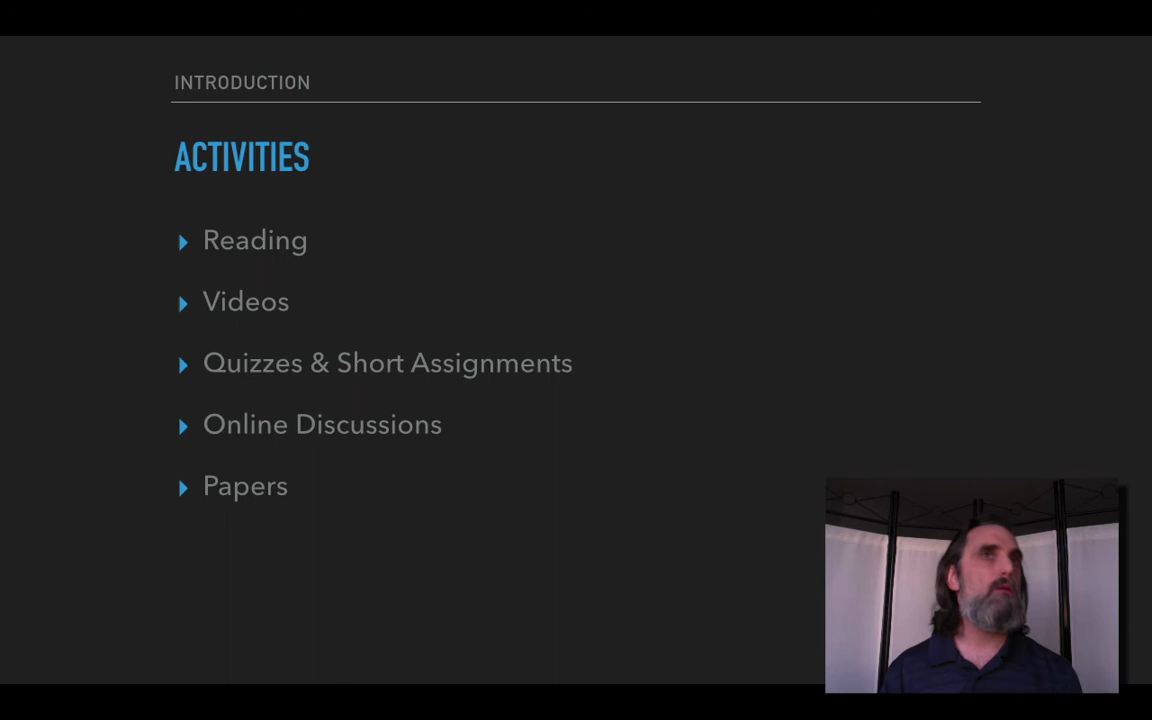 INTRODUCTION
ACTIVITIES
Reading
Videos
Quizzes & Short Assignments
Online Discussions
Papers